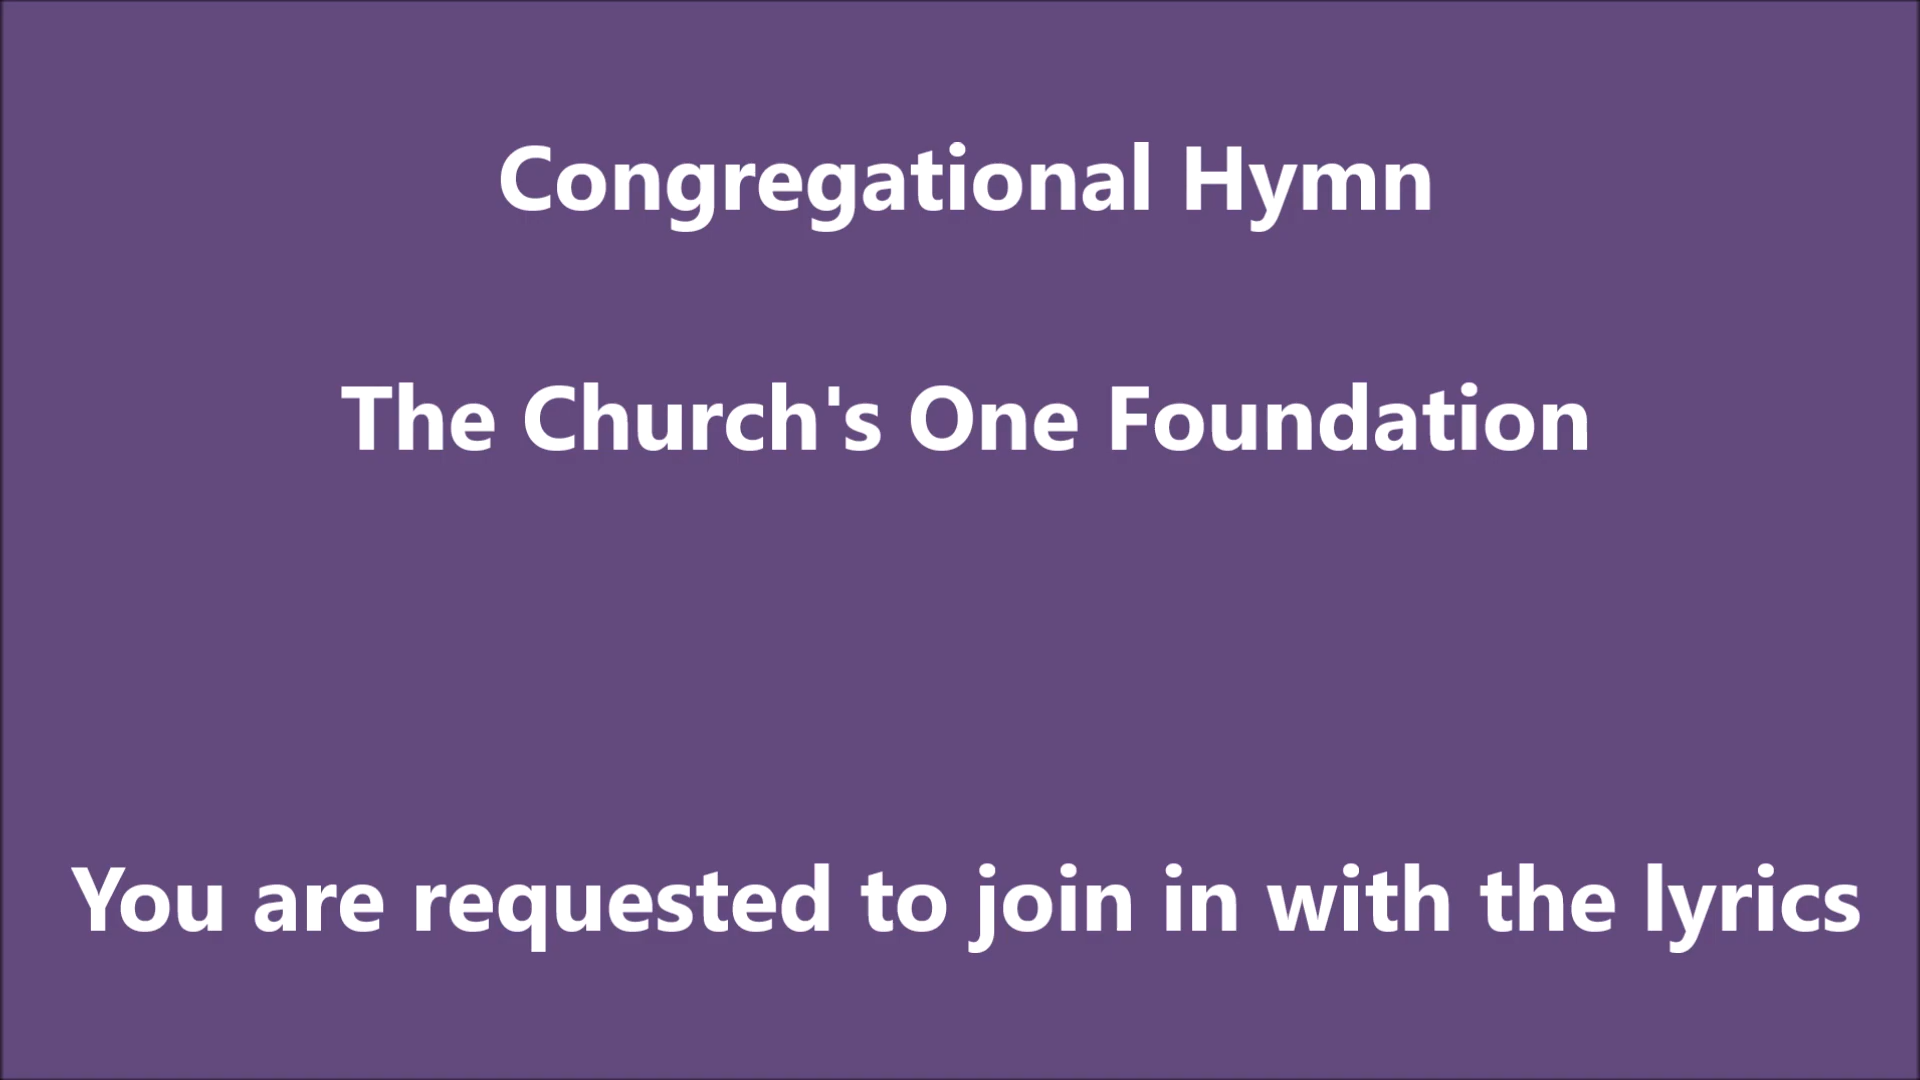 Congregational Hymn
The Church's One Foundation
You are requested to join in with the lyrics